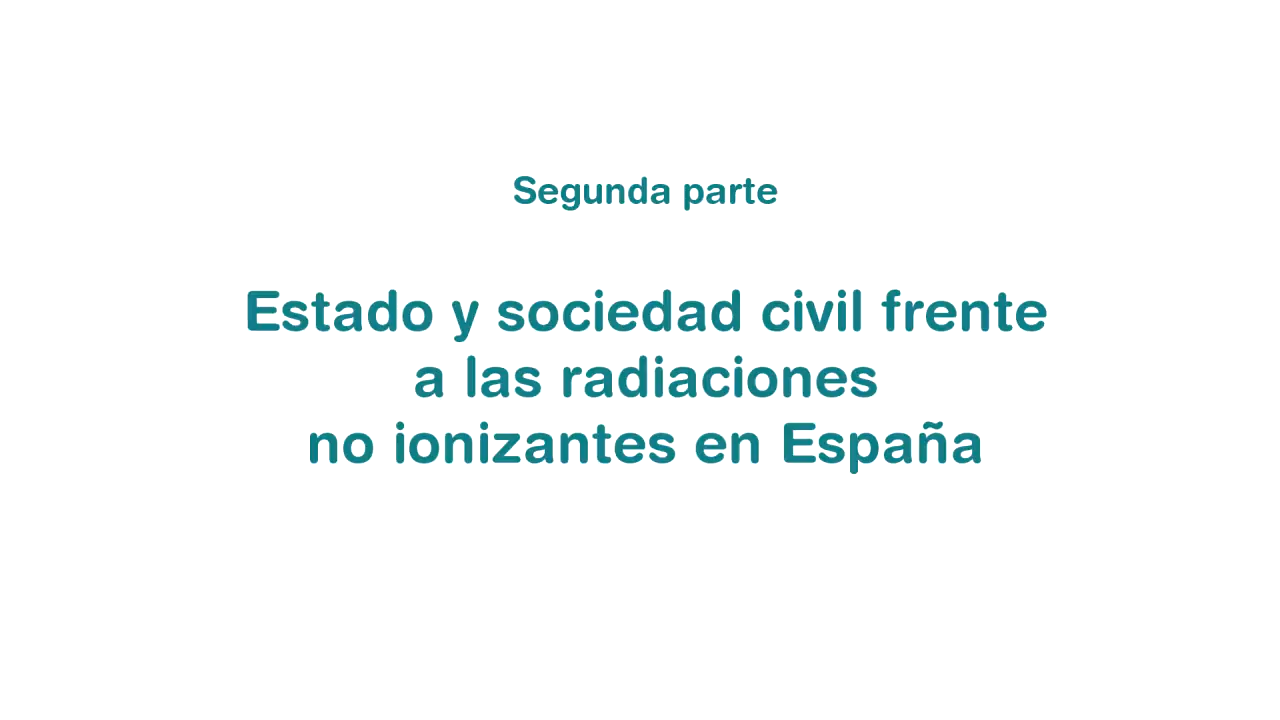 Segunda parte
Estado y sociedad civil frente
a las radiaciones
no ionizantes en España